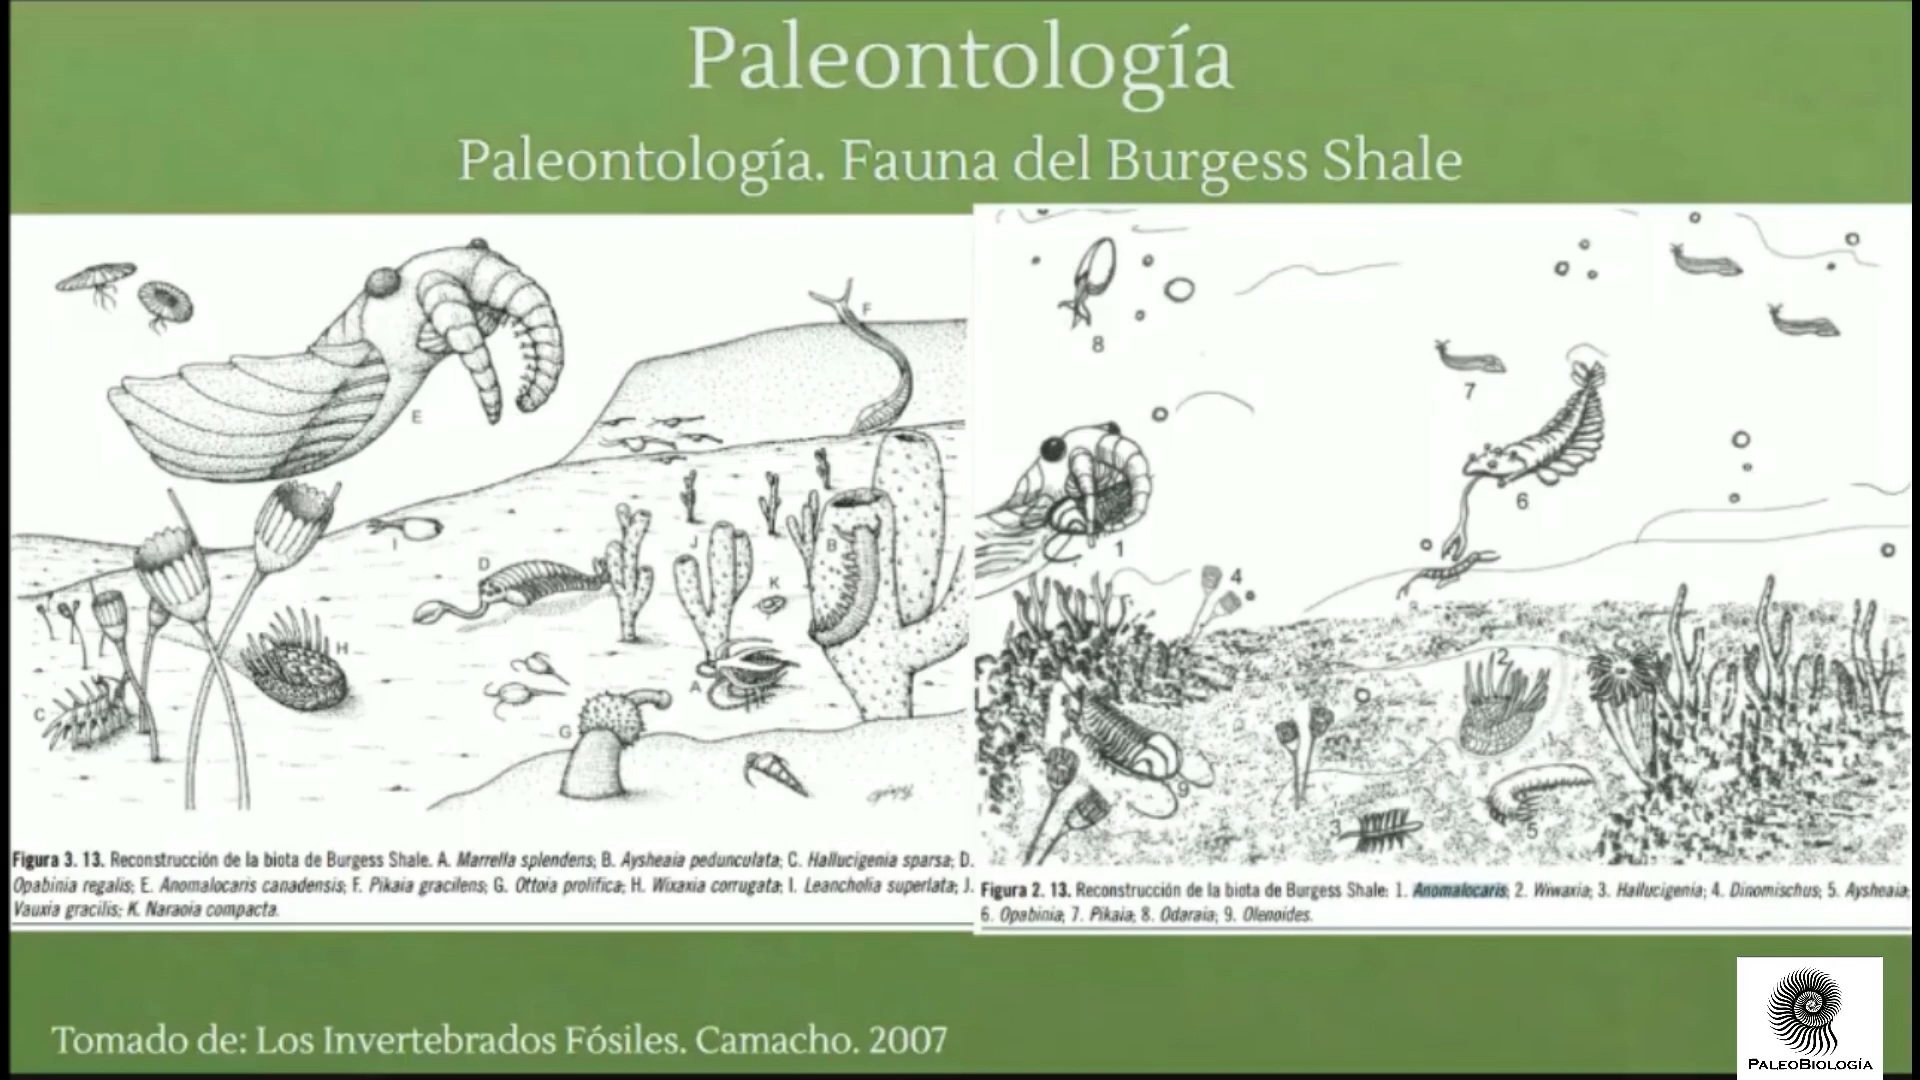 Paleontología
Paleontología. Fauna del Burgess Shale
F
E
I
D
J
B
K
H
A
C
G
Figura 3. 13. Reconstrucción de la biota de Burgess Shale. A. Marrella splendens; B. Aysheaia pedunculata; C. Hallucigenia sparsa; D.
Opabinia regalis; E. Anomalocaris canadensis; F. Pikaia gracilens; G. Ottoia prolifica; H. Wixaxia corrugata; I. Leancholia superlata; J.
Vauxia gracilis; K. Naraoia compacta.
8
7
6
1
4
2
9
3
5
Figura 2. 13. Reconstrucción de la biota de Burgess Shale: 1. Anomalocaris; 2. Wiwaxia; 3. Hallucigenia; 4. Dinomischus; 5. Aysheaia;
6. Opabinia; 7. Pikaia; 8. Odaraia; 9. Olenoides.
Tomado de: Los Invertebrados Fósiles. Camacho. 2007
PALEOBIOLOGÍA